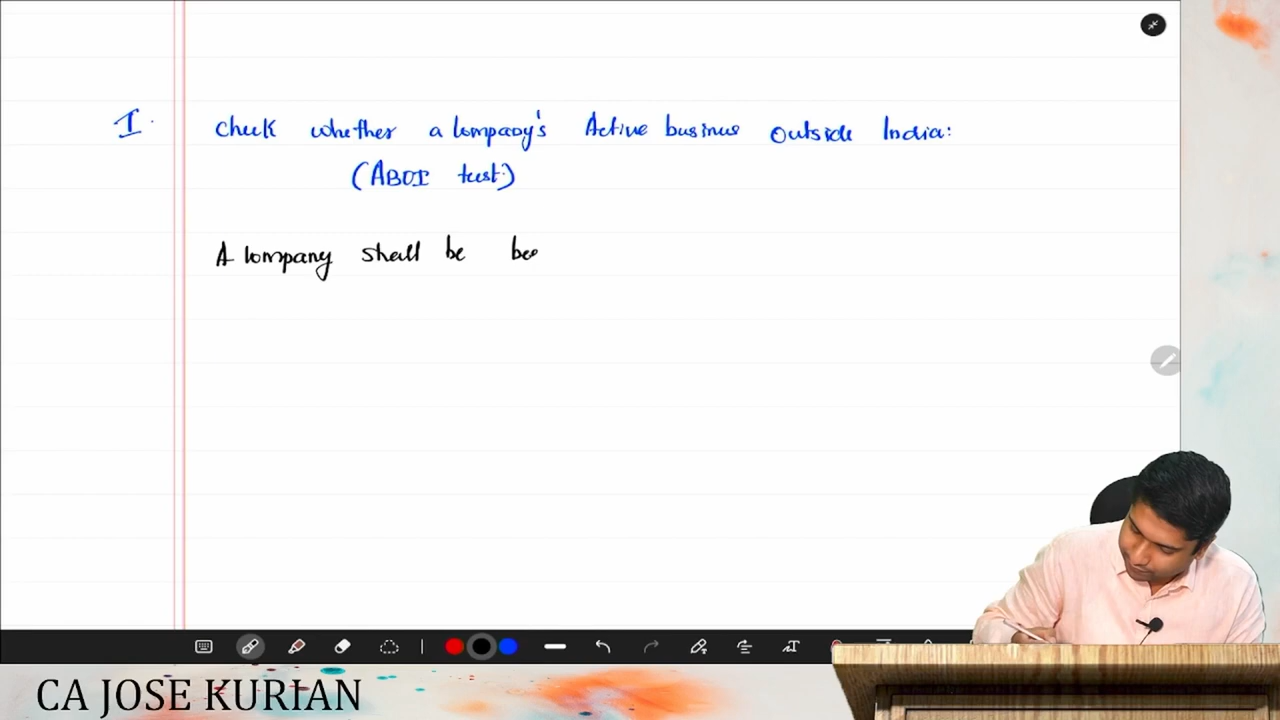 I. Check whether a Company's Active business Outside India:
(ABOI test)
A Company shall be bee
CA JOSE KURIAN